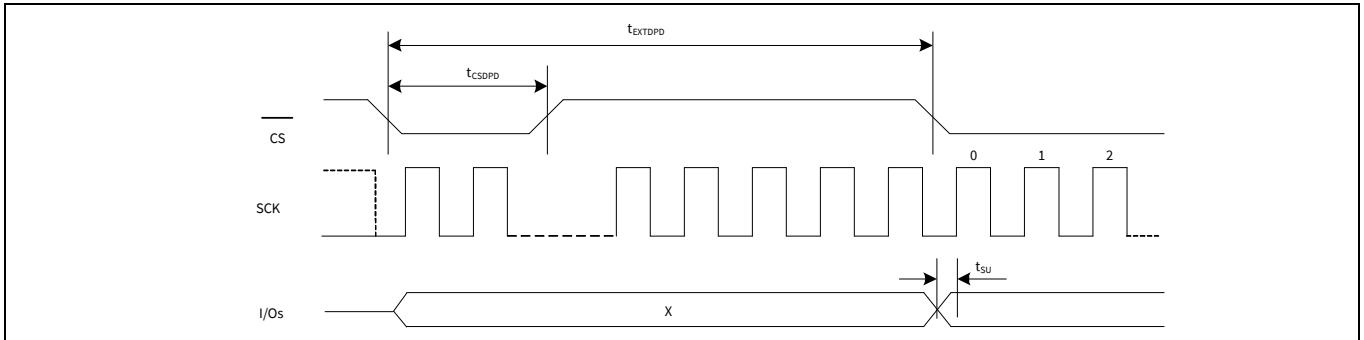 tEXTDPD
tCSDPD
CS
0 1 2
SCK
tSU
I/Os
X